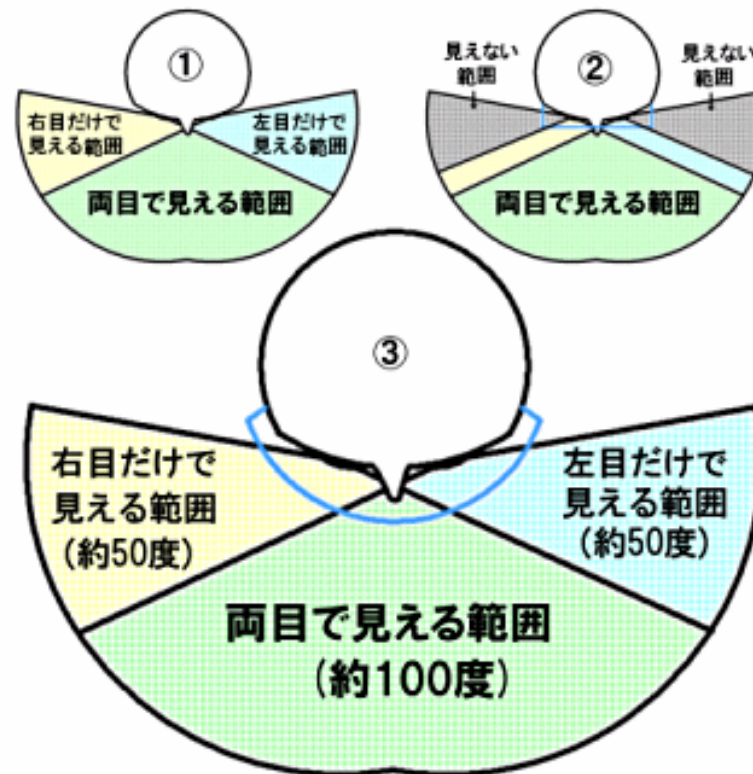 ①
右目だけで
見える範囲
左目だけで
見える範囲
両目で見える範囲
②
見えない
範囲
見えない
範囲
両目で見える範囲
③
右目だけで
見える範囲
(約50度)
左目だけで
見える範囲
(約50度)
両目で見える範囲
(約100度)